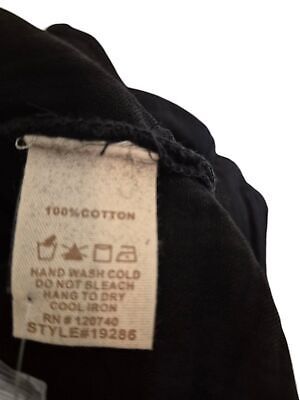 100%COTTON
HAND WASH COLD
DO NOT BLEACH
HANG TO DRY
COOL IRON
RN # 120740
STYLE#19286